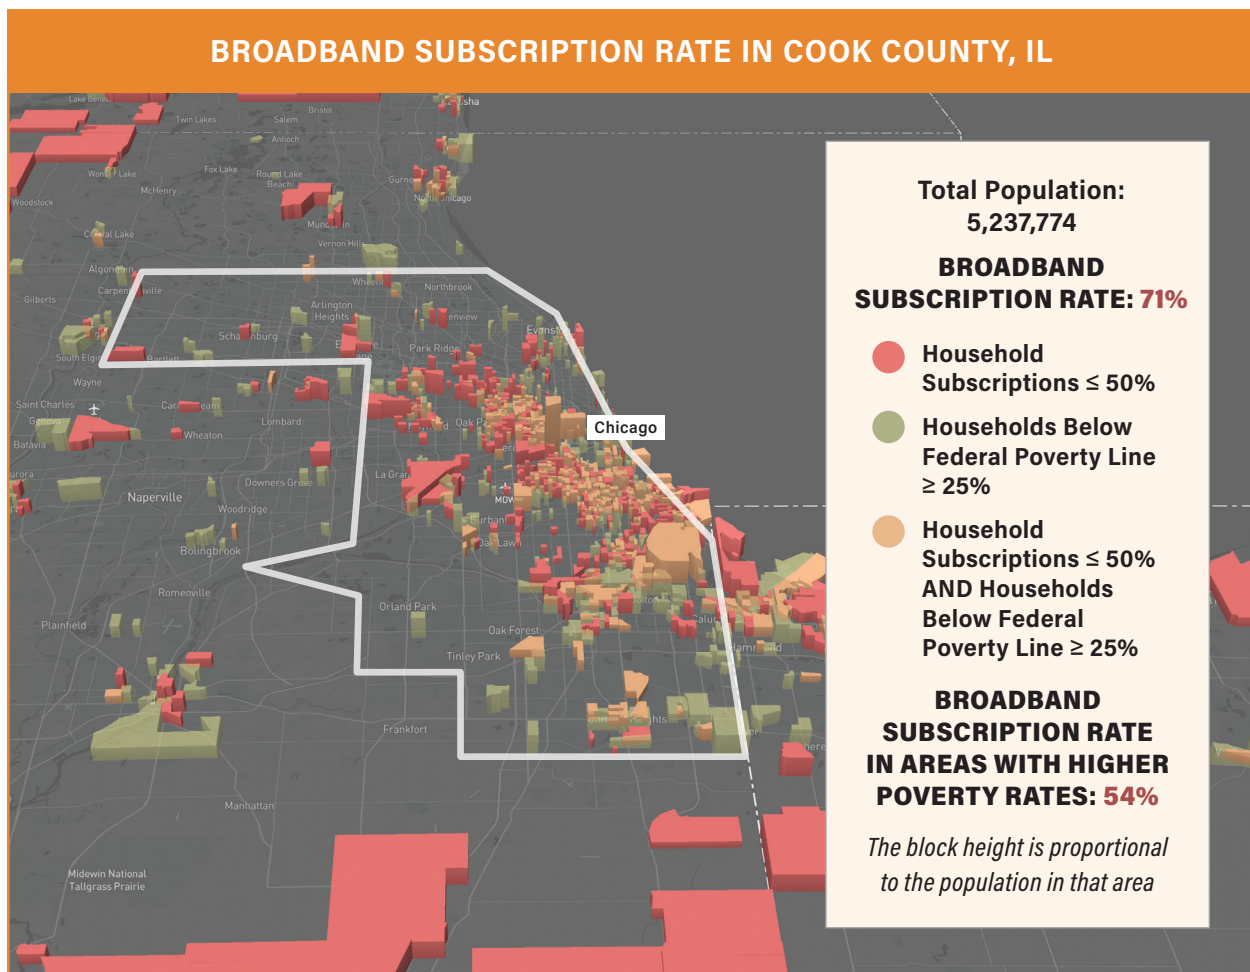 BROADBAND SUBSCRIPTION RATE IN COOK COUNTY, IL
Twin Lakes
Bristol
Salem
Antioch
Fox Lake
Round Lake
Beach
McHenry
Woodstock
Vernon Hills
Gilberts
Arlington
Heights
Northbrook
Park Ridge
South Elgin
Bartlett
Wayne
Saint Charles
Geneva
Batavia
Wheaton
Lombard
Chicago
Downers Grove
Naperville
Woodridge
MDW
Bolingbrook
Romeoville
Orland Park
Plainfield
Oak Forest
Tinley Park
Frankfort
Manhattan
Midewin National
Tallgrass Prairie
Total Population:
5,237,774
BROADBAND
SUBSCRIPTION RATE: 71%
Household
Subscriptions ≤ 50%
Households Below
Federal Poverty Line
≥ 25%
Household
Subscriptions ≤ 50%
AND Households
Below Federal
Poverty Line ≥ 25%
BROADBAND
SUBSCRIPTION RATE
IN AREAS WITH HIGHER
POVERTY RATES: 54%
The block height is proportional
to the population in that area